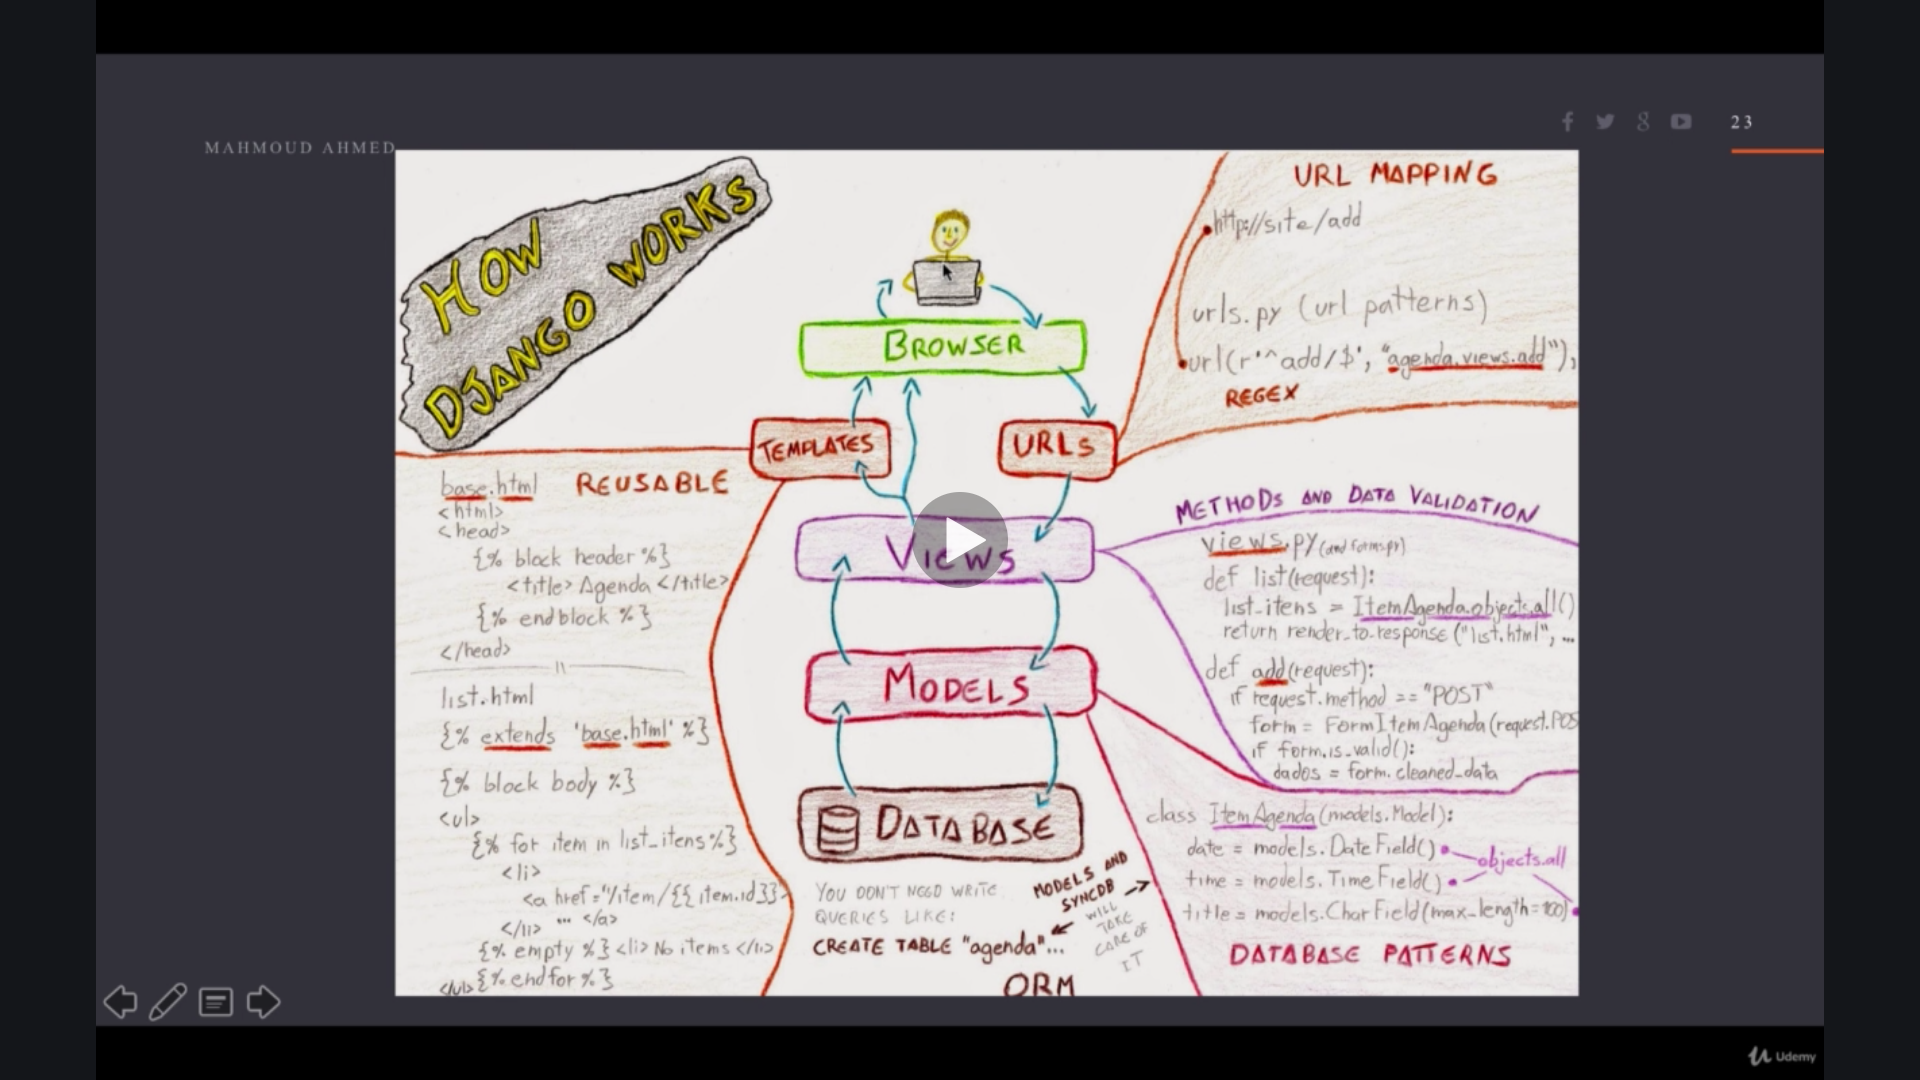 MAHMOUD AHMED
23
HOW
DJANGO WORKS
BROWSER
TEMPLATES
URLS
VIEWS
MODELS
DATABASE
URL MAPPING
http://site/add
urls.py (url patterns)
url(r'^add/$', "agenda.views.add"),
REGEX
REUSABLE
base.html
<html>
<head>
{% block header %}
<title> Agenda </title>
{% endblock %}
</head>
list.html
{% extends 'base.html' %}
{% block body %}
<ul>
{% for item in list_itens %}
<li>
<a href="/item/{{item.id}}>
... </a>
</li>
{% empty %} <li> No items </li>
{% endfor %}
</ul>
METHODS AND DATA VALIDATION
views.py (and forms.py)
def list(request):
list_itens = ItemAgenda.objects.all()
return render_to_response ("list.html", ...
def add(request):
if request.method == "POST"
form = FormItemAgenda(request.POS
if form.is_valid():
dados = form.cleaned_data
class ItemAgenda(models.Model):
date = models.DateField()
time = models.TimeField()
title = models.CharField(max_length=100)
objects.all
DATABASE PATTERNS
YOU DON'T NEED WRITE
QUERIES LIKE:
CREATE TABLE "agenda"...
MODELS AND
SYNCDB
WILL
TAKE
CARE OF
IT
ORM
Udemy